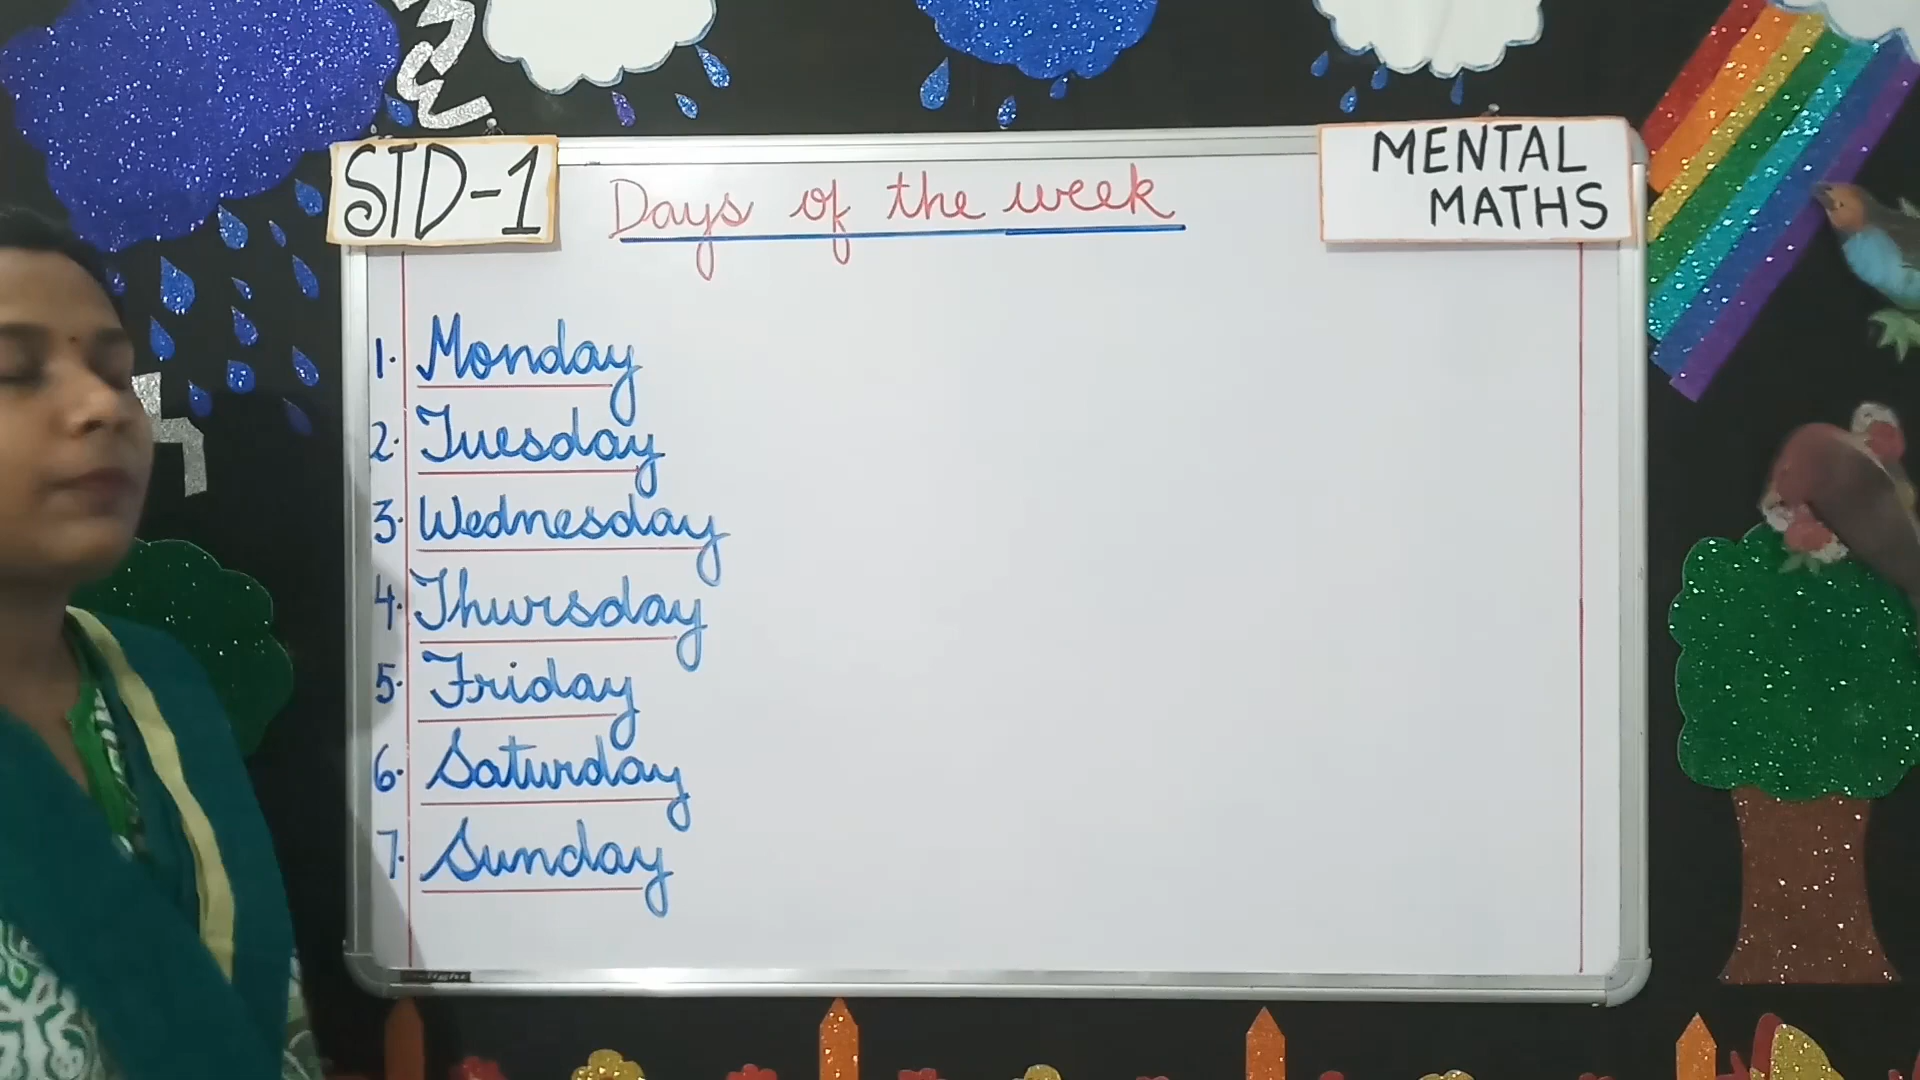 STD-1
Days of the week
MENTAL
MATHS
1. Monday
2. Tuesday
3. Wednesday
4. Thursday
5. Friday
6. Saturday
7. Sunday